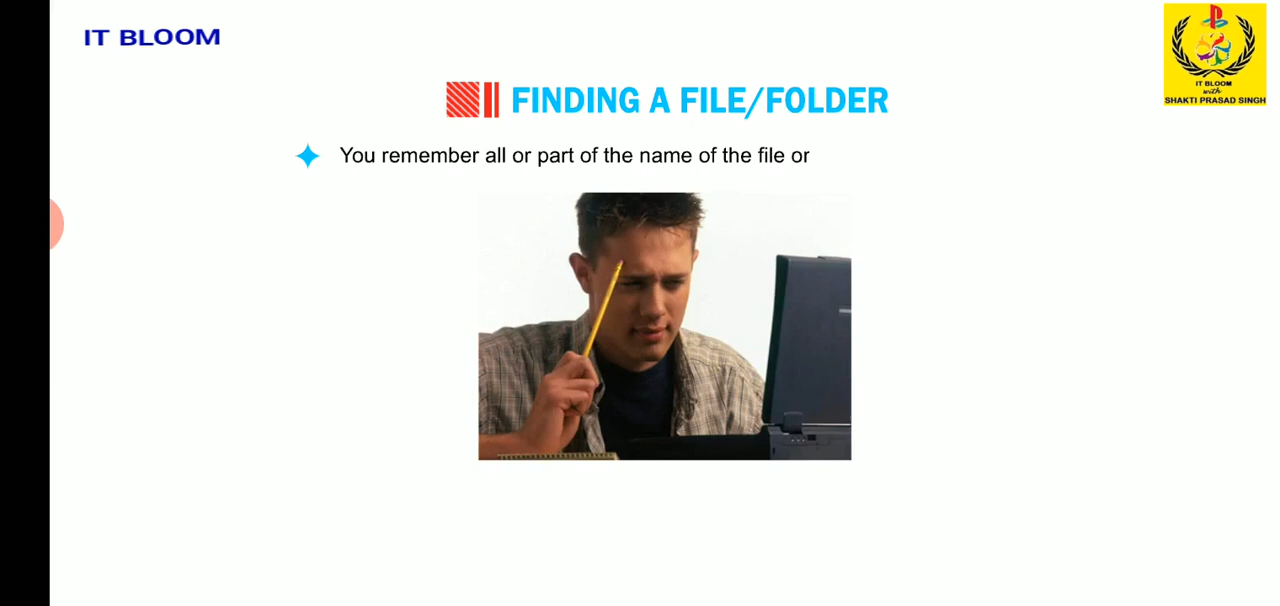 IT BLOOM
IT BLOOM
with
SHAKTI PRASAD SINGH
FINDING A FILE/FOLDER
You remember all or part of the name of the file or